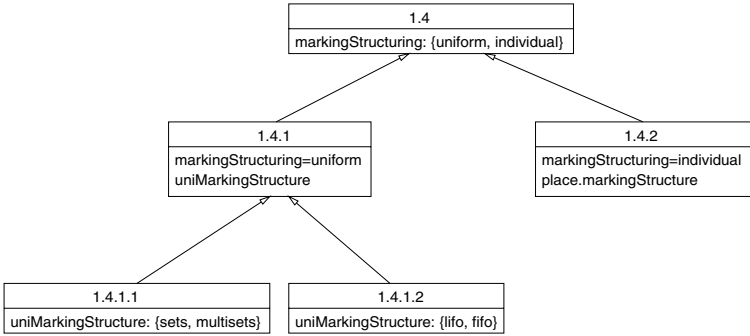 1.4
markingStructuring: {uniform, individual}
1.4.1
markingStructuring=uniform
uniMarkingStructure
1.4.2
markingStructuring=individual
place.markingStructure
1.4.1.1
uniMarkingStructure: {sets, multisets}
1.4.1.2
uniMarkingStructure: {lifo, fifo}